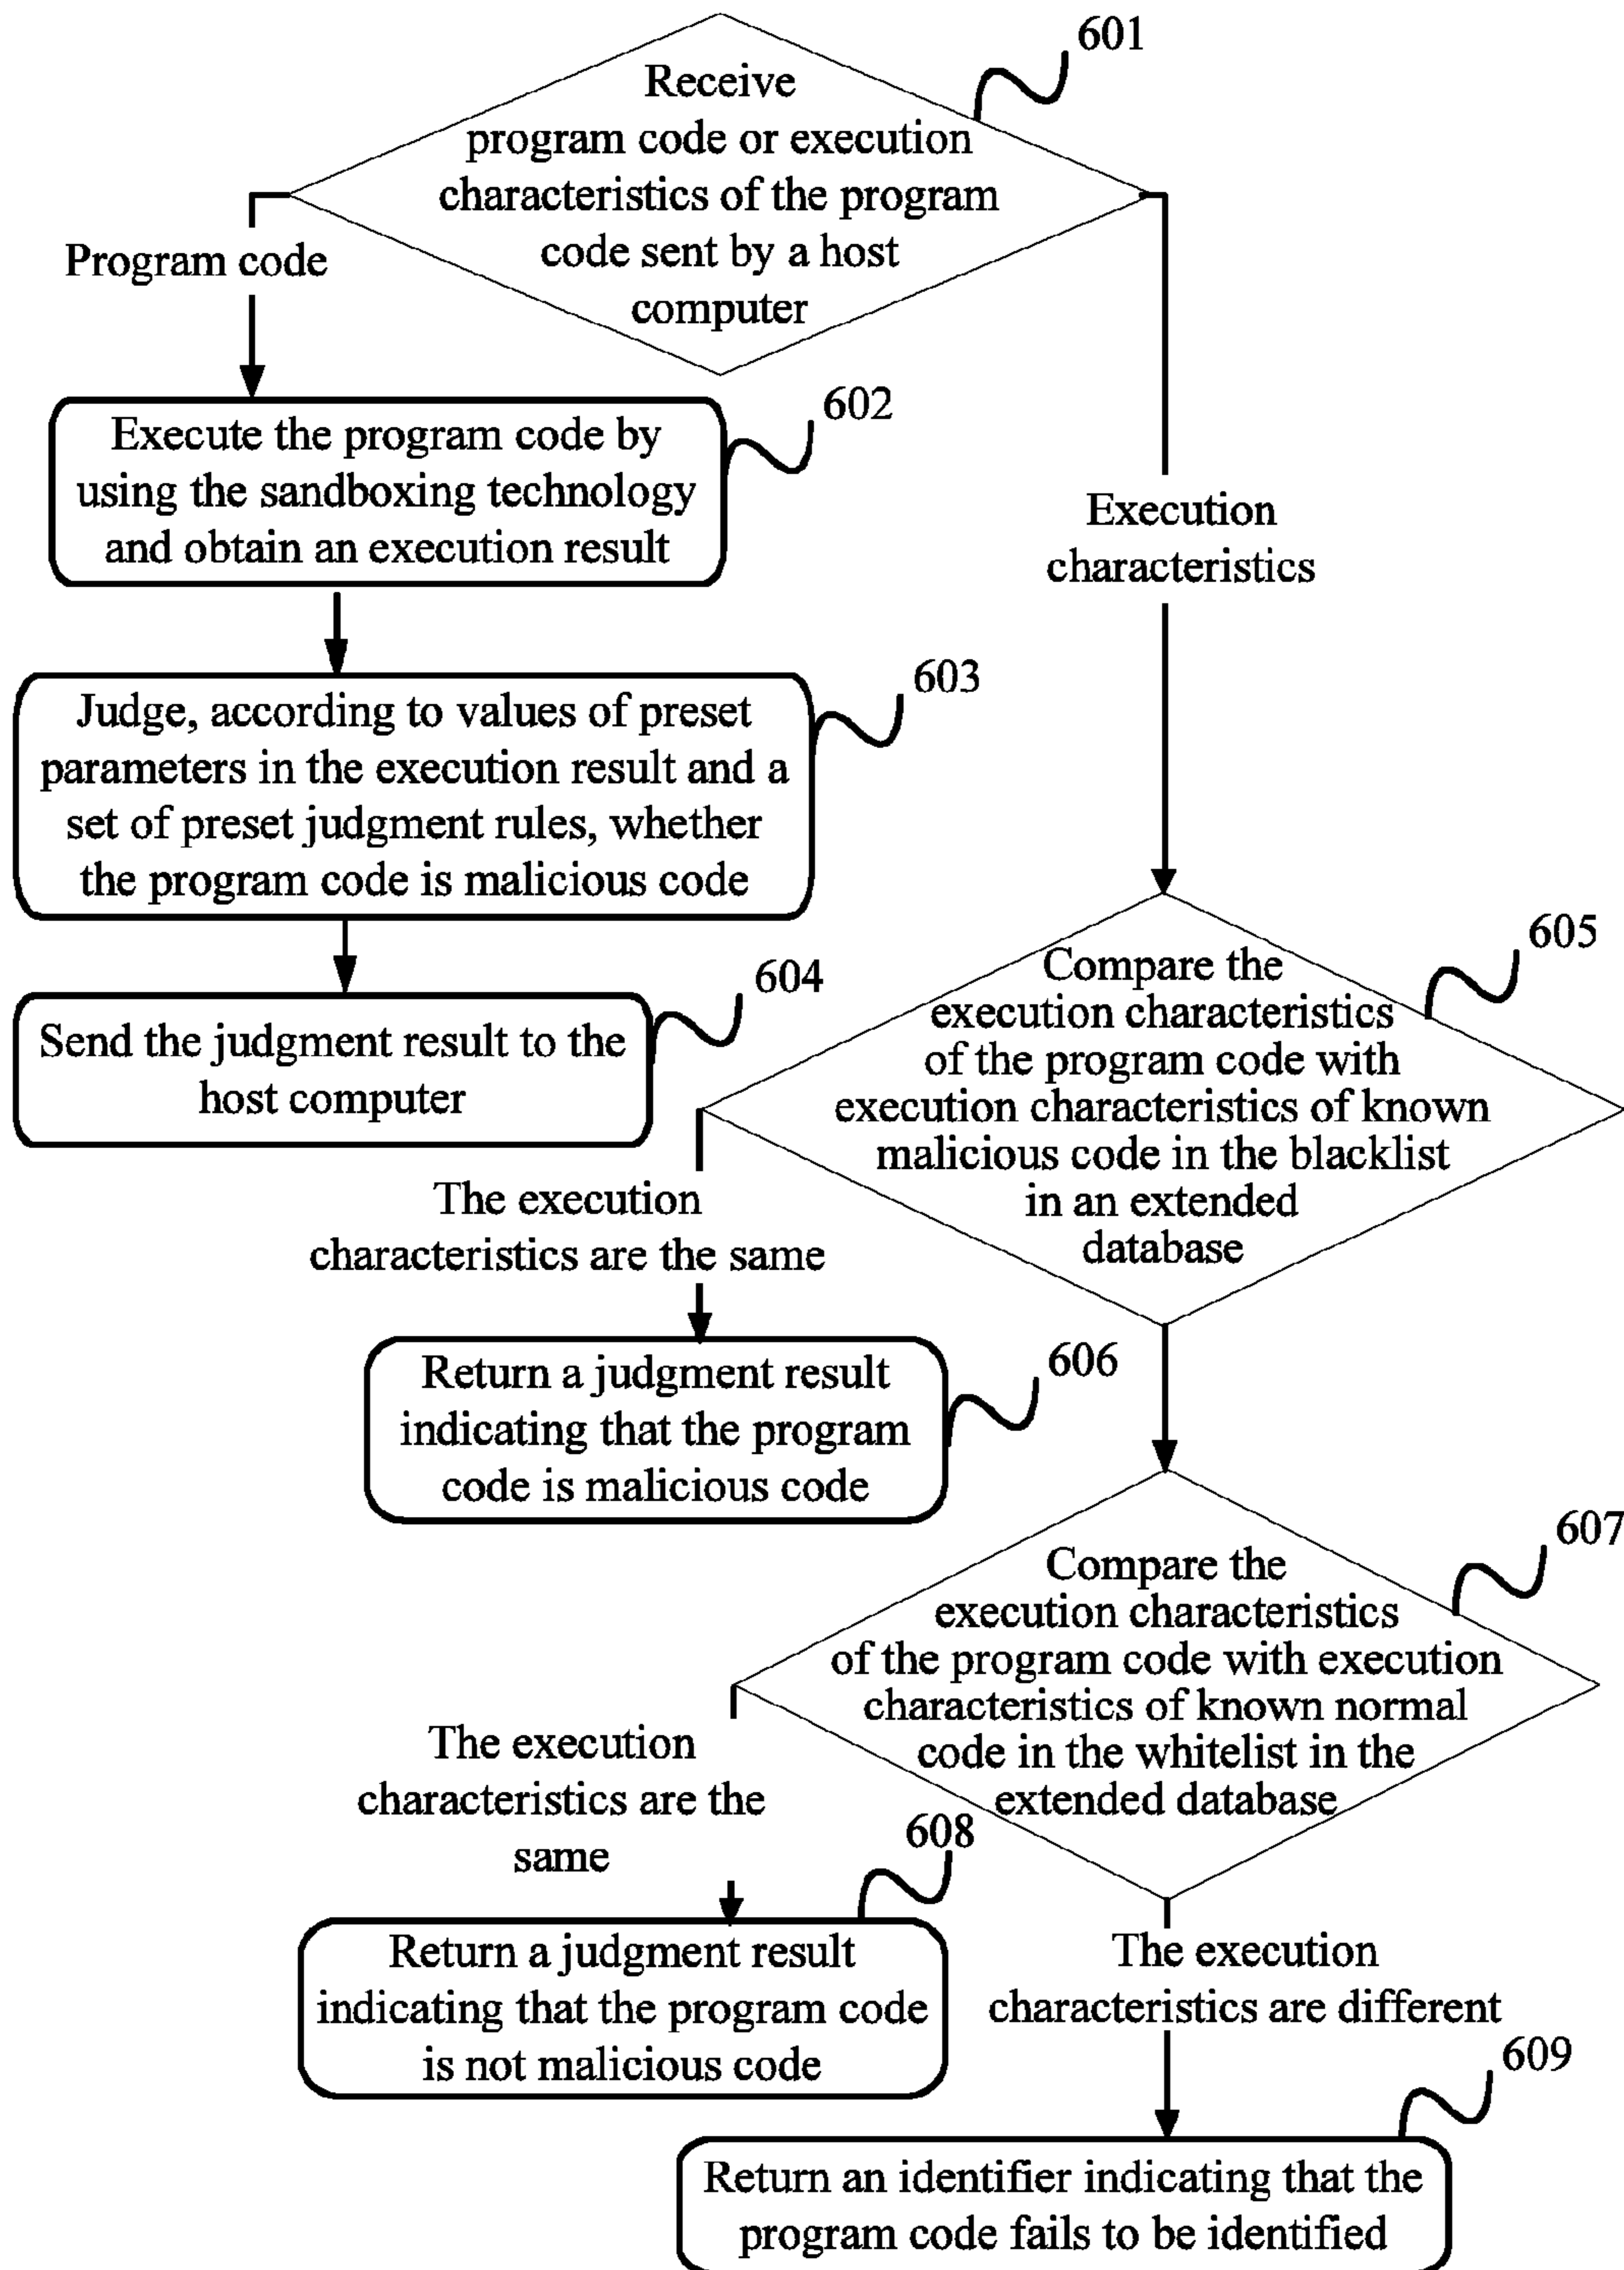 601
Receive
program code or execution
characteristics of the program
code sent by a host
computer
Program code
602
Execute the program code by
using the sandboxing technology
and obtain an execution result
Execution
characteristics
603
Judge, according to values of preset
parameters in the execution result and a
set of preset judgment rules, whether
the program code is malicious code
604
Send the judgment result to the
host computer
605
Compare the
execution characteristics
of the program code with
execution characteristics of known
malicious code in the blacklist
in an extended
database
The execution
characteristics are the same
606
Return a judgment result
indicating that the program
code is malicious code
607
Compare the
execution characteristics
of the program code with execution
characteristics of known normal
code in the whitelist in the
extended database
The execution
characteristics are the
same
608
Return a judgment result
indicating that the program code
is not malicious code
The execution
characteristics are different
609
Return an identifier indicating that the
program code fails to be identified